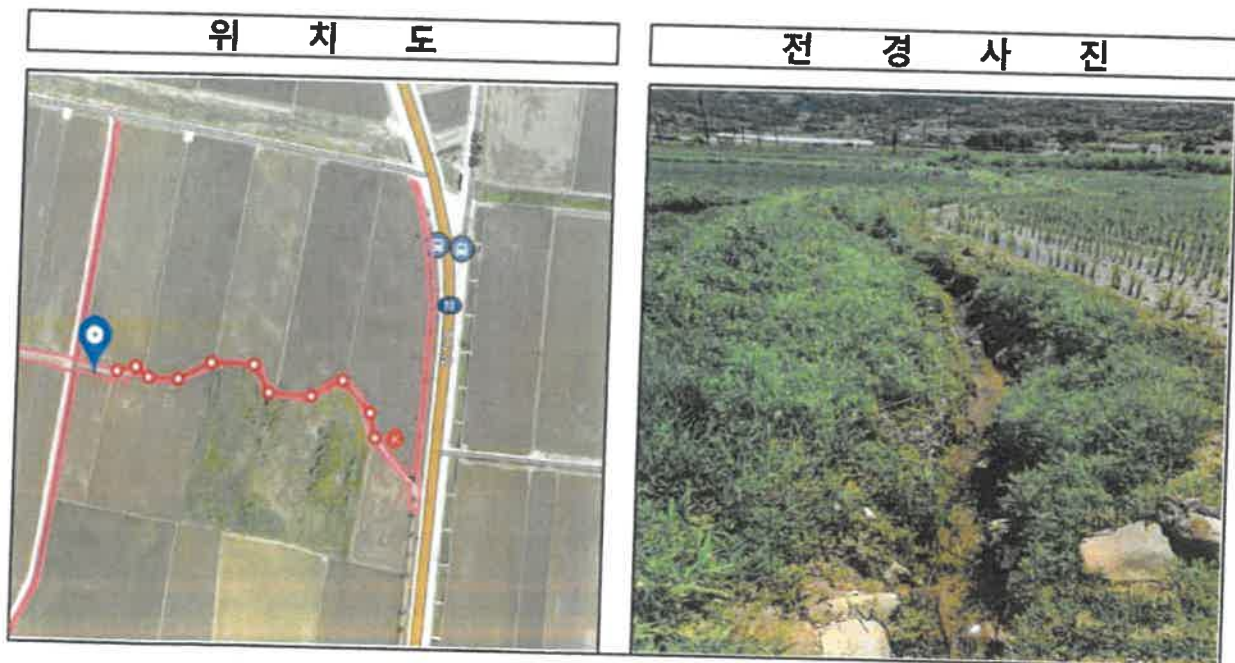 위 치 도
전 경 사 진